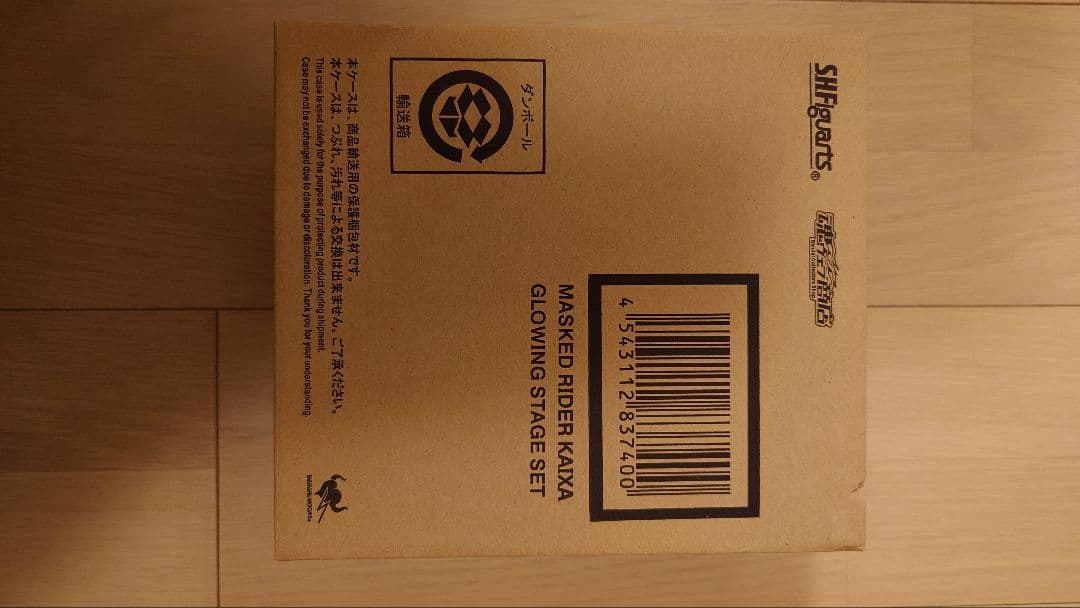 S.H.Figuarts®
魂ウェブ商店
4 543112 837400
MASKED RIDER KAIXA
GLOWING STAGE SET
ダンボール
輸送箱
本ケースは、商品輸送用の保護梱包材です。
本ケースは、つぶれ、汚れ等による交換は出来ません。ご了承ください。
This case is used solely for the purpose of protecting product during shipment.
Case may not be exchanged due to damage or discoloration. Thank you for your understanding.